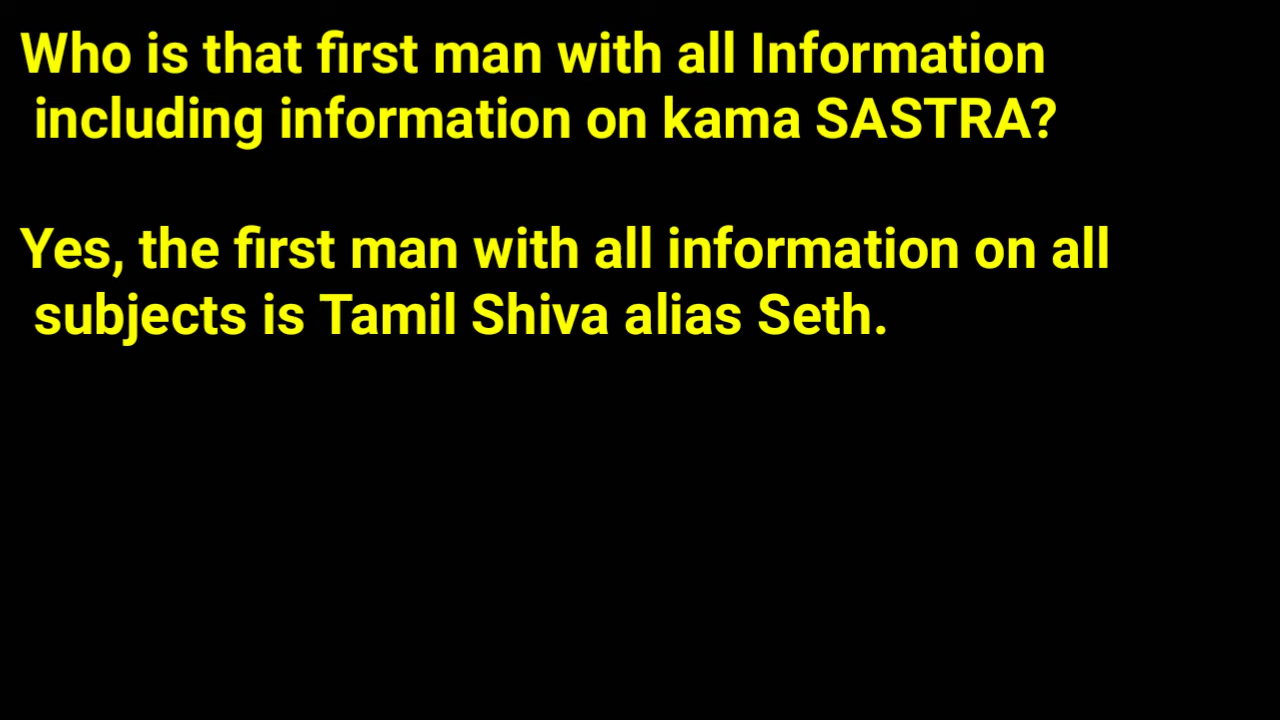 Who is that first man with all Information
including information on kama SASTRA?
Yes, the first man with all information on all
subjects is Tamil Shiva alias Seth.